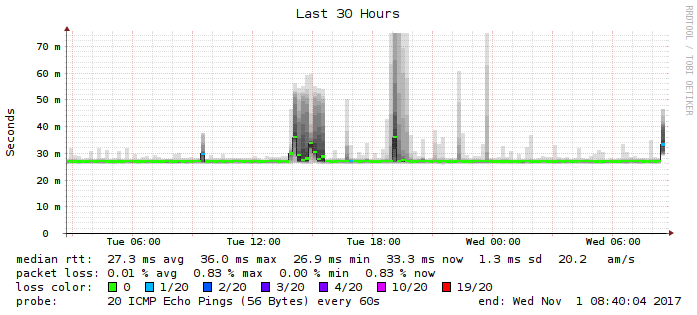 Last 30 Hours
RRDTOOL / TOBI OETIKER
Seconds
70 m
60 m
50 m
40 m
30 m
20 m
10 m
0
Tue 06:00 Tue 12:00 Tue 18:00 Wed 00:00 Wed 06:00
median rtt: 27.3 ms avg 36.0 ms max 26.9 ms min 33.3 ms now 1.3 ms sd 20.2 am/s
packet loss: 0.01 % avg 0.83 % max 0.00 % min 0.83 % now
loss color: 0 1/20 2/20 3/20 4/20 10/20 19/20
probe: 20 ICMP Echo Pings (56 Bytes) every 60s end: Wed Nov 1 08:40:04 2017